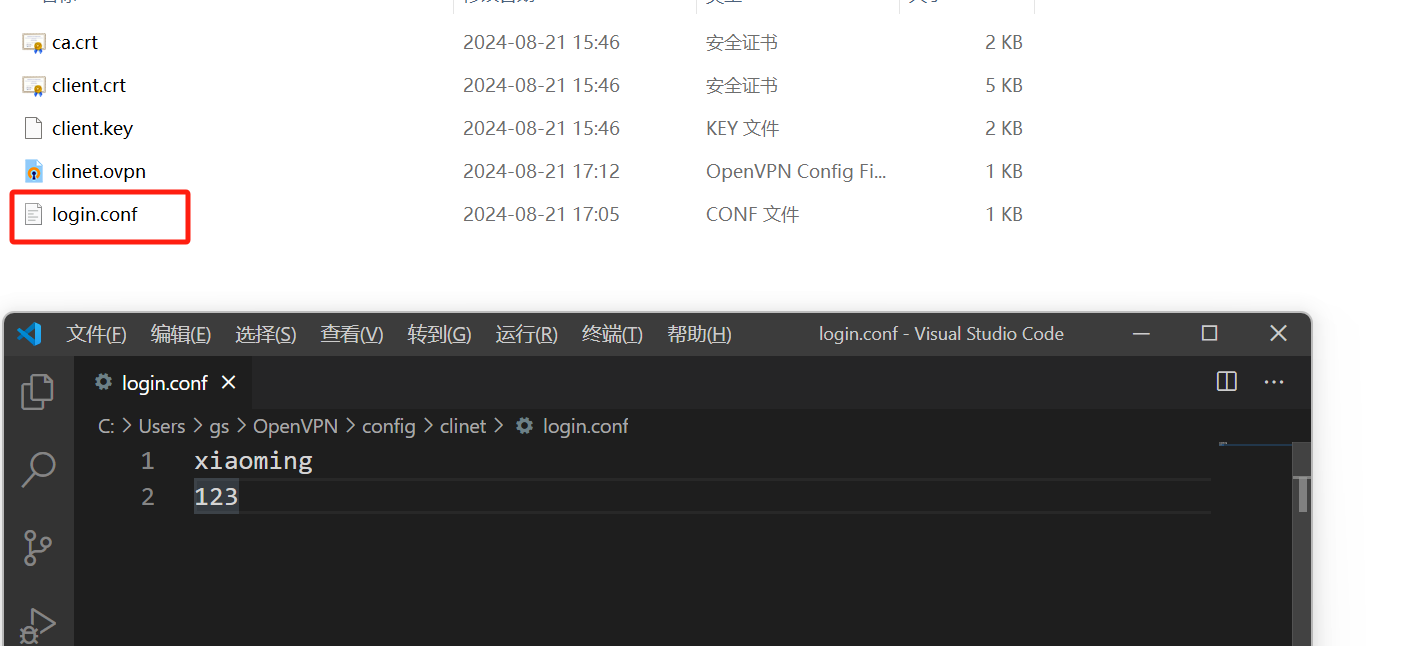 ca.crt 2024-08-21 15:46 安全证书 2 KB
client.crt 2024-08-21 15:46 安全证书 5 KB
client.key 2024-08-21 15:46 KEY 文件 2 KB
clinet.ovpn 2024-08-21 17:12 OpenVPN Config Fi... 1 KB
login.conf 2024-08-21 17:05 CONF 文件 1 KB
文件(F) 编辑(E) 选择(S) 查看(V) 转到(G) 运行(R) 终端(T) 帮助(H) login.conf - Visual Studio Code
login.conf
C: > Users > gs > OpenVPN > config > clinet > login.conf
1 xiaoming
2 123